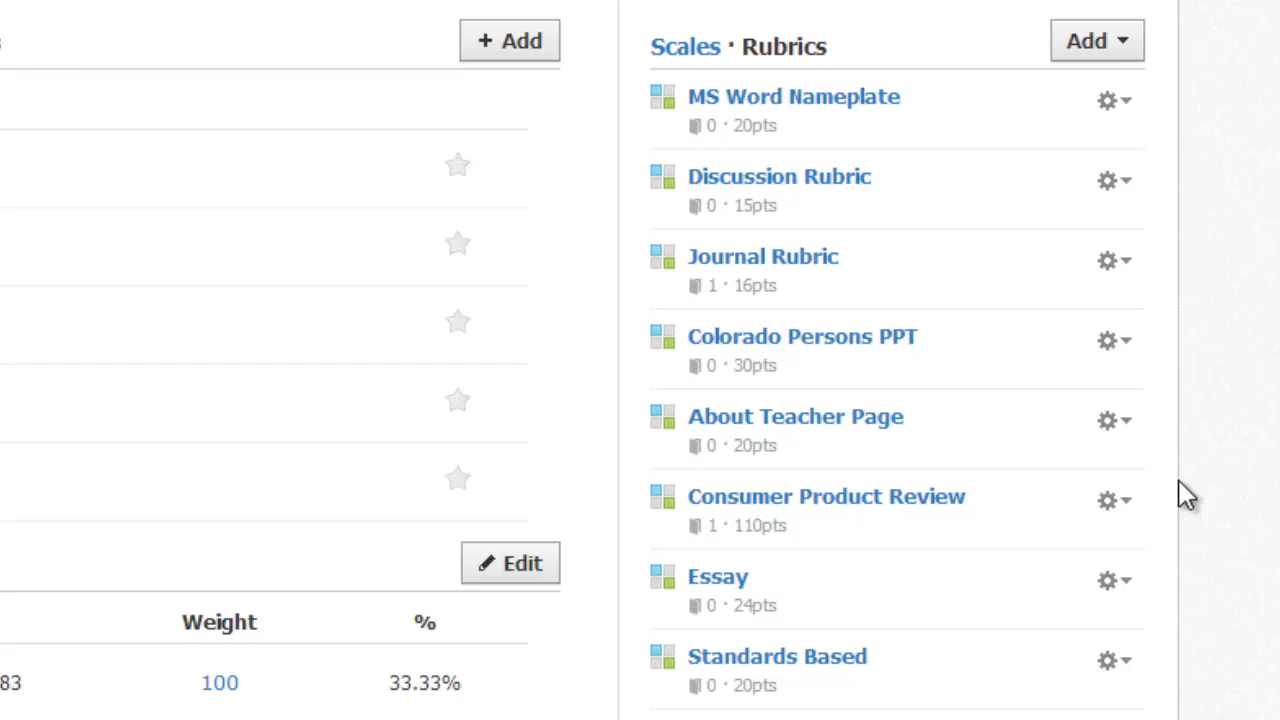 + Add
Edit
Weight %
83 100 33.33%
Scales · Rubrics Add
MS Word Nameplate
0 · 20pts
Discussion Rubric
0 · 15pts
Journal Rubric
1 · 16pts
Colorado Persons PPT
0 · 30pts
About Teacher Page
0 · 20pts
Consumer Product Review
1 · 110pts
Essay
0 · 24pts
Standards Based
0 · 20pts